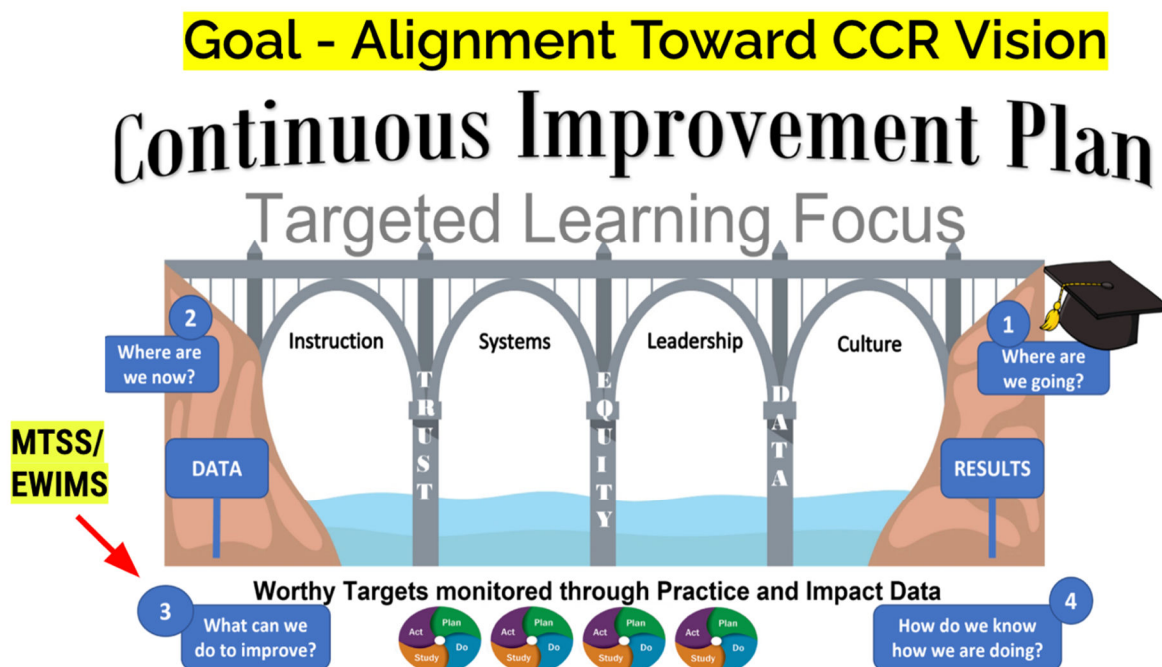 Goal - Alignment Toward CCR Vision
Continuous Improvement Plan
Targeted Learning Focus
2
Where are
we now?
Instruction
Systems
Leadership
Culture
1
Where are
we going?
TRUST
EQUITY
DATA
MTSS/
EWIMS
DATA
RESULTS
Worthy Targets monitored through Practice and Impact Data
3
What can we
do to improve?
Act
Plan
Study
Do
Act
Plan
Study
Do
Act
Plan
Study
Do
Act
Plan
Study
Do
4
How do we know
how we are doing?